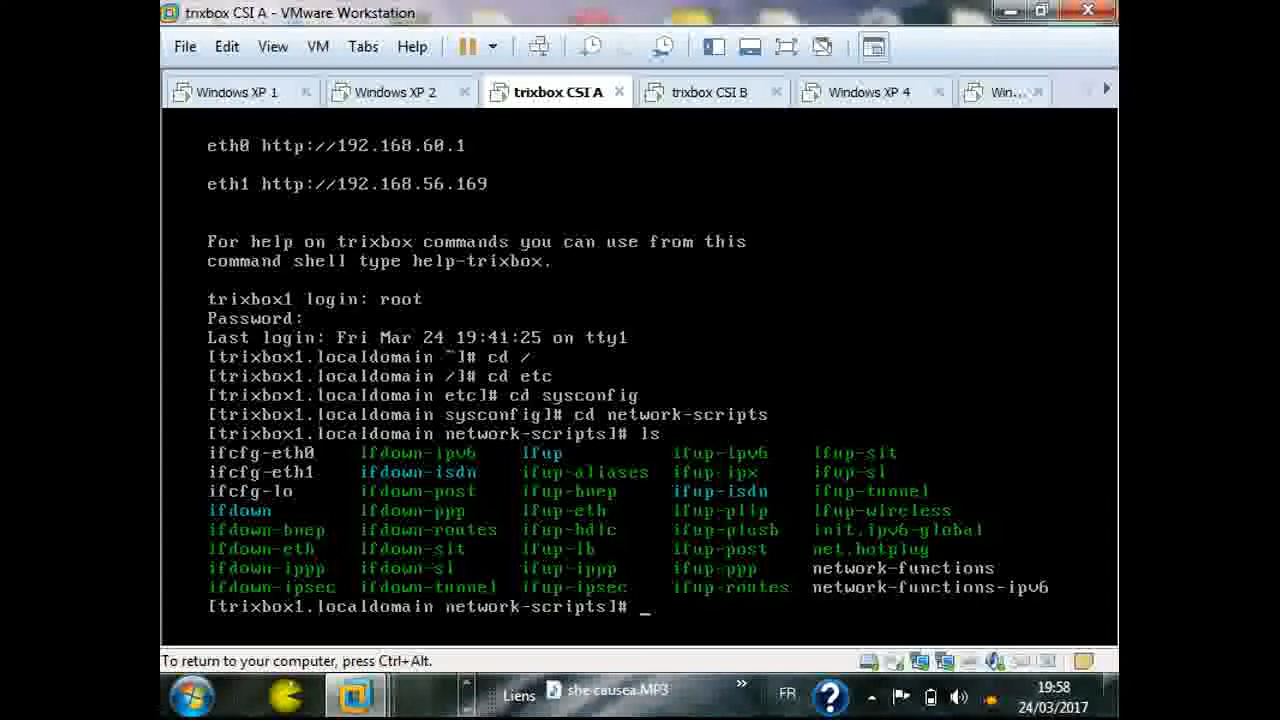 trixbox CSI A - VMware Workstation
File Edit View VM Tabs Help
Windows XP 1 Windows XP 2 trixbox CSI A trixbox CSI B Windows XP 4 Win...
eth0 http://192.168.60.1
eth1 http://192.168.56.169
For help on trixbox commands you can use from this
command shell type help-trixbox.
trixbox1 login: root
Password:
Last login: Fri Mar 24 19:41:25 on tty1
[trixbox1.localdomain ~]# cd /
[trixbox1.localdomain /]# cd etc
[trixbox1.localdomain etc]# cd sysconfig
[trixbox1.localdomain sysconfig]# cd network-scripts
[trixbox1.localdomain network-scripts]# ls
ifcfg-eth0 ifdown-ipv6 ifup ifup-ipv6 ifup-sit
ifcfg-eth1 ifdown-isdn ifup-aliases ifup-ipx ifup-sl
ifcfg-lo ifdown-post ifup-bnep ifup-isdn ifup-tunnel
ifdown ifdown-ppp ifup-eth ifup-plip ifup-wireless
ifdown-bnep ifdown-routes ifup-hdlc ifup-plusb init.ipv6-global
ifdown-eth ifdown-sit ifup-ib ifup-post net.hotplug
ifdown-ippp ifdown-sl ifup-ippp ifup-ppp network-functions
ifdown-ipsec ifdown-tunnel ifup-ipsec ifup-routes network-functions-ipv6
[trixbox1.localdomain network-scripts]# _
To return to your computer, press Ctrl+Alt.
Liens she causea.MP3 » FR 19:58
24/03/2017